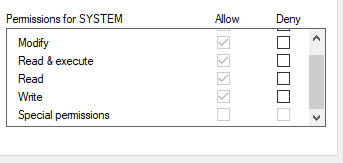 Permissions for SYSTEM Allow Deny
Modify
Read & execute
Read
Write
Special permissions